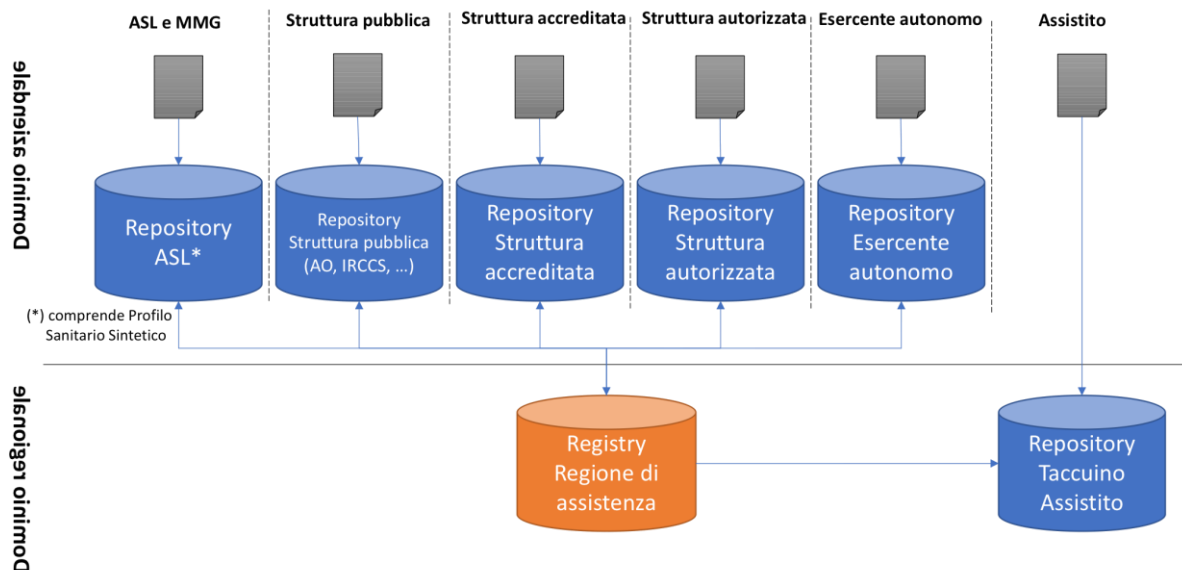 ASL e MMG
Struttura pubblica
Struttura accreditata
Struttura autorizzata
Esercente autonomo
Assistito
Dominio aziendale
Repository
ASL*
Repository
Struttura pubblica
(AO, IRCCS, ...)
Repository
Struttura
accreditata
Repository
Struttura
autorizzata
Repository
Esercente
autonomo
(*) comprende Profilo
Sanitario Sintetico
Dominio regionale
Registry
Regione di
assistenza
Repository
Taccuino
Assistito